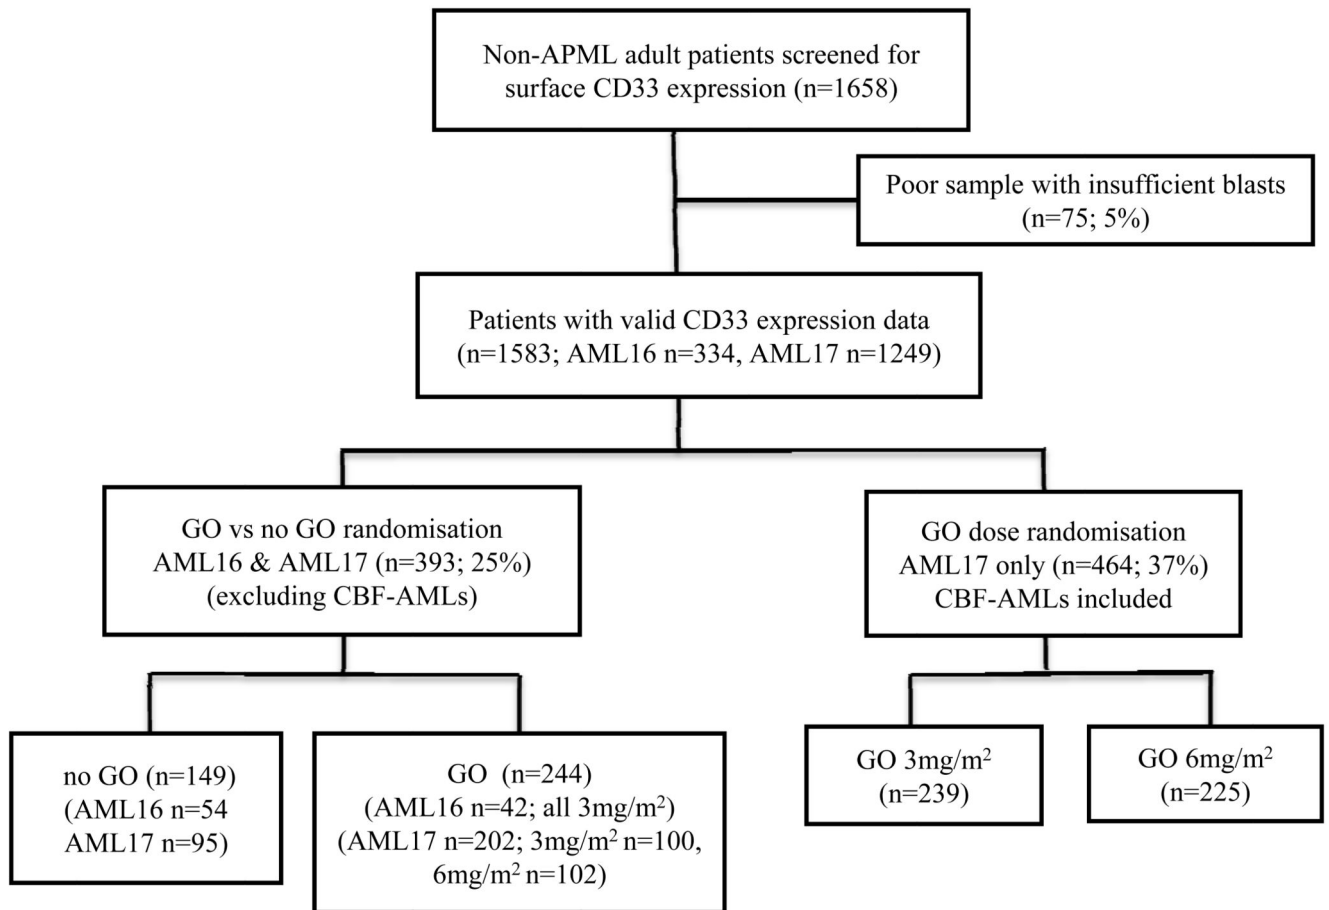 Non-APML adult patients screened for
surface CD33 expression (n=1658)
Poor sample with insufficient blasts
(n=75; 5%)
Patients with valid CD33 expression data
(n=1583; AML16 n=334, AML17 n=1249)
GO vs no GO randomisation
AML16 & AML17 (n=393; 25%)
(excluding CBF-AMLs)
GO dose randomisation
AML17 only (n=464; 37%)
CBF-AMLs included
no GO (n=149)
(AML16 n=54
AML17 n=95)
GO (n=244)
(AML16 n=42; all 3mg/m²)
(AML17 n=202; 3mg/m² n=100,
6mg/m² n=102)
GO 3mg/m²
(n=239)
GO 6mg/m²
(n=225)